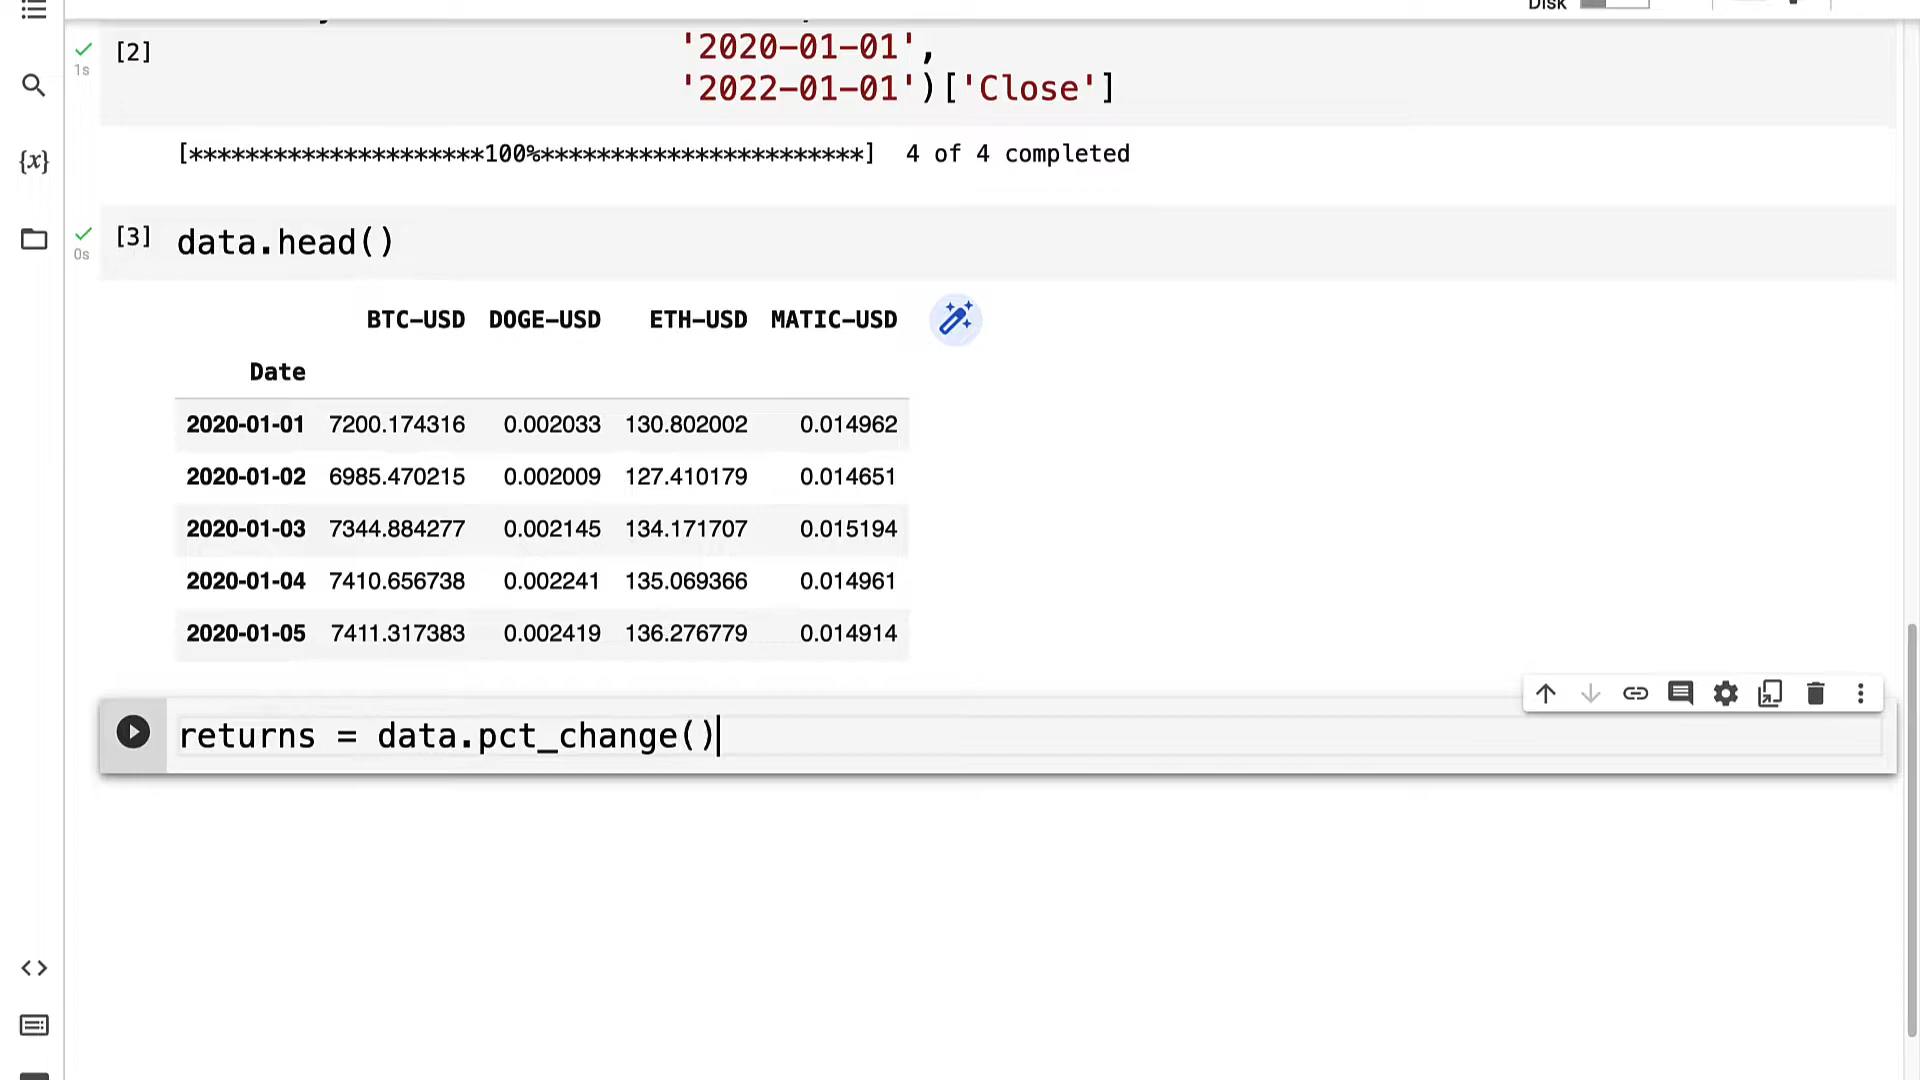 Disk
[2]
'2020-01-01',
1s
'2022-01-01')['Close']
[*********************100%***********************] 4 of 4 completed
{x}
[3] data.head()
0s
BTC-USD DOGE-USD ETH-USD MATIC-USD
Date
2020-01-01 7200.174316 0.002033 130.802002 0.014962
2020-01-02 6985.470215 0.002009 127.410179 0.014651
2020-01-03 7344.884277 0.002145 134.171707 0.015194
2020-01-04 7410.656738 0.002241 135.069366 0.014961
2020-01-05 7411.317383 0.002419 136.276779 0.014914
returns = data.pct_change()